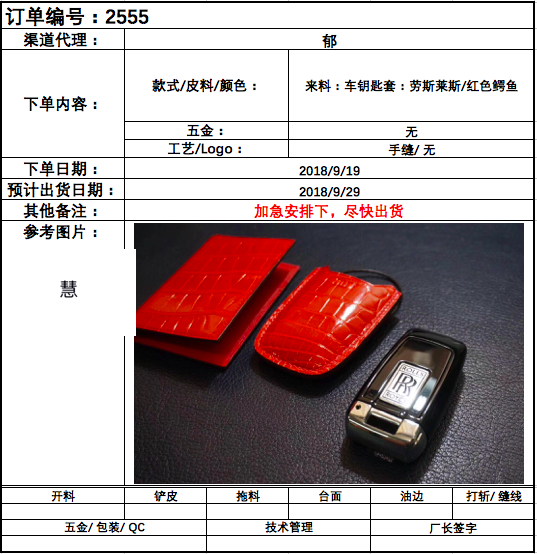 订单编号：2555
渠道代理： 郁
下单内容：
款式/皮料/颜色： 来料：车钥匙套：劳斯莱斯/红色鳄鱼
五金： 无
工艺/Logo： 手缝/ 无
下单日期： 2018/9/19
预计出货日期： 2018/9/29
其他备注： 加急安排下，尽快出货
参考图片：
慧
ROLLS
RR
ROYCE
开料 铲皮 拖料 台面 油边 打斩/ 缝线
五金/ 包装/ QC 技术管理 厂长签字